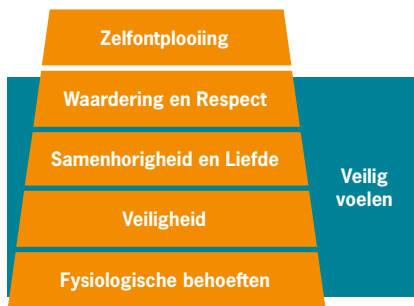 Zelfontplooiing
Waardering en Respect
Samenhorigheid en Liefde
Veiligheid
Fysiologische behoeften
Veilig
voelen